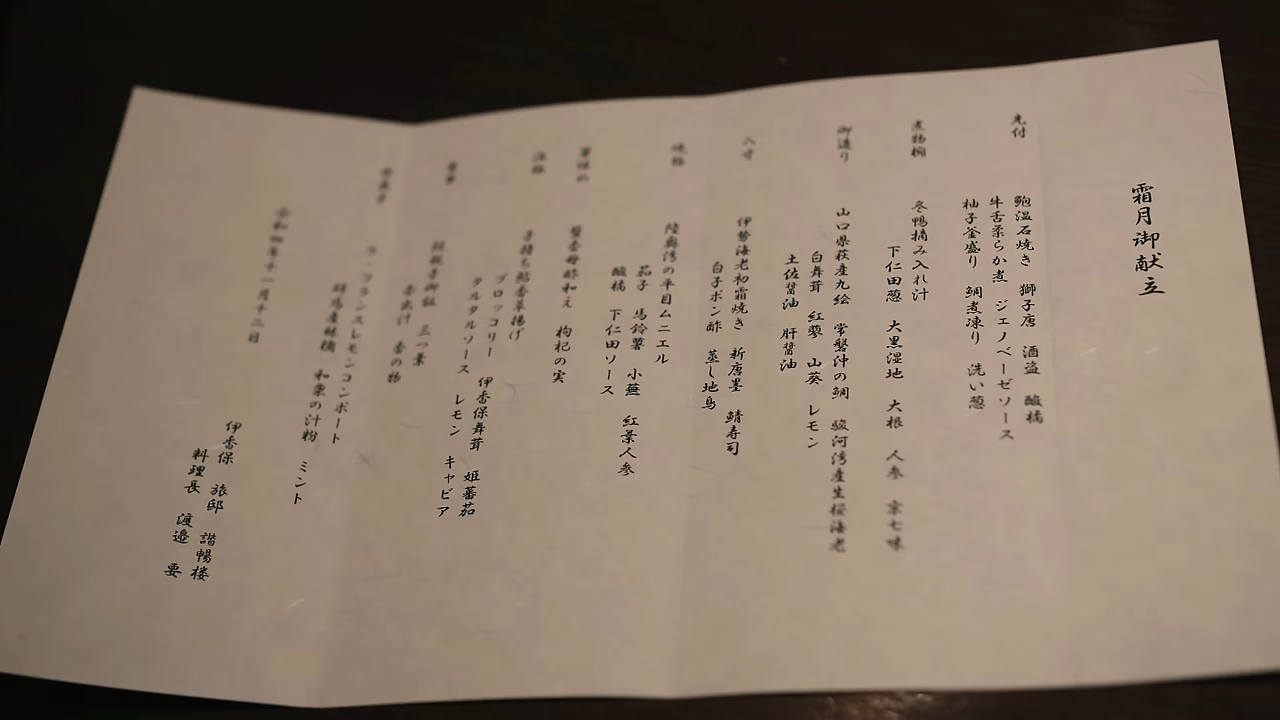 霜月御献立
先付
鮑温石焼き 獅子唐 酒盗 酸橘
牛舌柔らか煮 ジェノベーゼソース
柚子釜盛り 鯛煮凍り 洗い葱
煮物椀
冬鴨摘み入れ汁
下仁田葱 大黒湿地 大根 人参 京七味
御造り
山口県萩産九絵 常磐沖の鯛 駿河湾産生桜海老
白舞茸 紅蓼 山葵 レモン
土佐醤油 肝醤油
八寸
伊勢海老初霜焼き 新唐墨 鯖寿司
白子ポン酢 蒸し地鳥
焼物
陸奥湾の平目ムニエル
茄子 馬鈴薯 小蕪 紅葉人参
酸橘 下仁田ソース
箸休め
蟹香母酢和え 枸杞の実
油物
子持ち鮎香草揚げ
ブロッコリー 伊香保舞茸 姫蕃茄
タルタルソース レモン キャビア
食事
御飯 三つ葉
赤出汁 香の物
ラ・フランスレモンコンポート
群馬産林檎 和栗の汁粉 ミント
令和四年十一月十二日
伊香保 旅邸 諧暢楼
料理長 渡邉 要